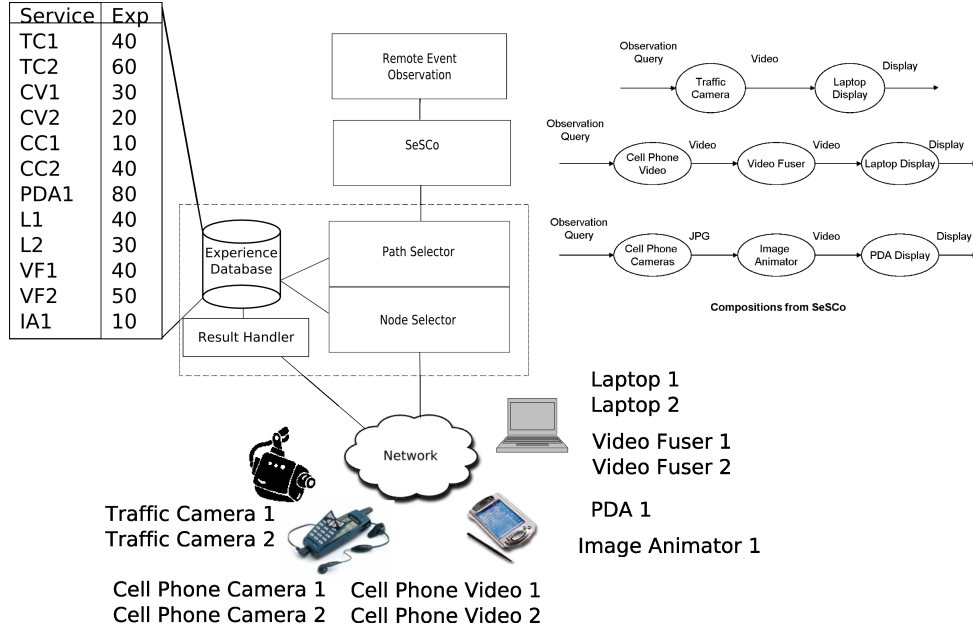 Service Exp
TC1 40
TC2 60
CV1 30
CV2 20
CC1 10
CC2 40
PDA1 80
L1 40
L2 30
VF1 40
VF2 50
IA1 10
Remote Event
Observation
SeSCo
Path Selector
Node Selector
Experience
Database
Result Handler
Network
Observation
Query
Traffic
Camera
Video
Laptop
Display
Display
Observation
Query
Cell Phone
Video
Video
Video Fuser
Video
Laptop Display
Display
Observation
Query
Cell Phone
Cameras
JPG
Image
Animator
Video
PDA Display
Display
Compositions from SeSCo
Laptop 1
Laptop 2
Video Fuser 1
Video Fuser 2
PDA 1
Image Animator 1
Traffic Camera 1
Traffic Camera 2
Cell Phone Camera 1
Cell Phone Camera 2
Cell Phone Video 1
Cell Phone Video 2